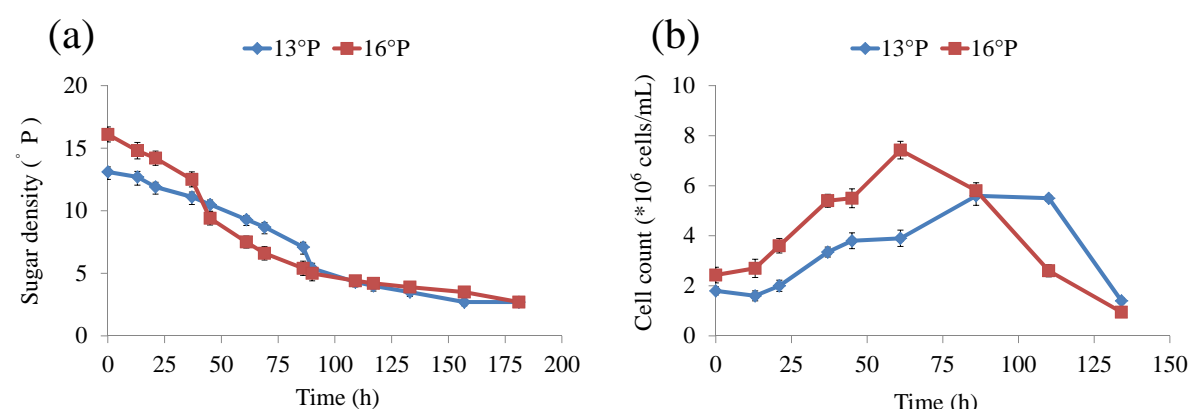 (a)
13°P
16°P
Sugar density (° P)
20
15
10
5
0
0 25 50 75 100 125 150 175 200
Time (h)
(b)
13°P
16°P
Cell count (*10⁶ cells/mL)
10
8
6
4
2
0
0 25 50 75 100 125 150
Time (h)